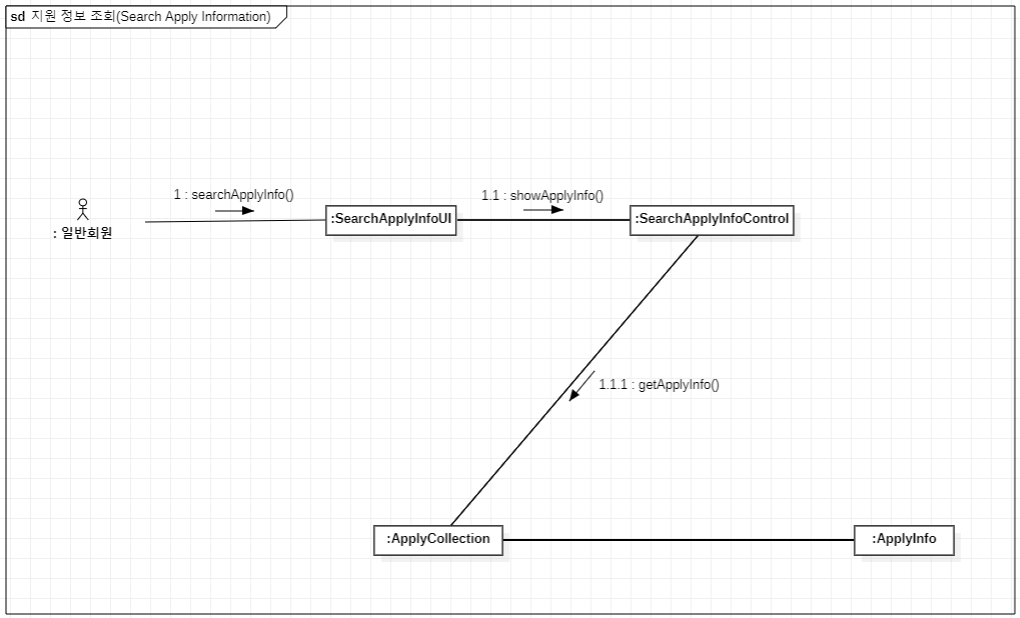 sd 지원 정보 조회(Search Apply Information)
1 : searchApplyInfo()
1.1 : showApplyInfo()
: 일반회원
:SearchApplyInfoUI
:SearchApplyInfoControl
1.1.1 : getApplyInfo()
:ApplyCollection
:ApplyInfo